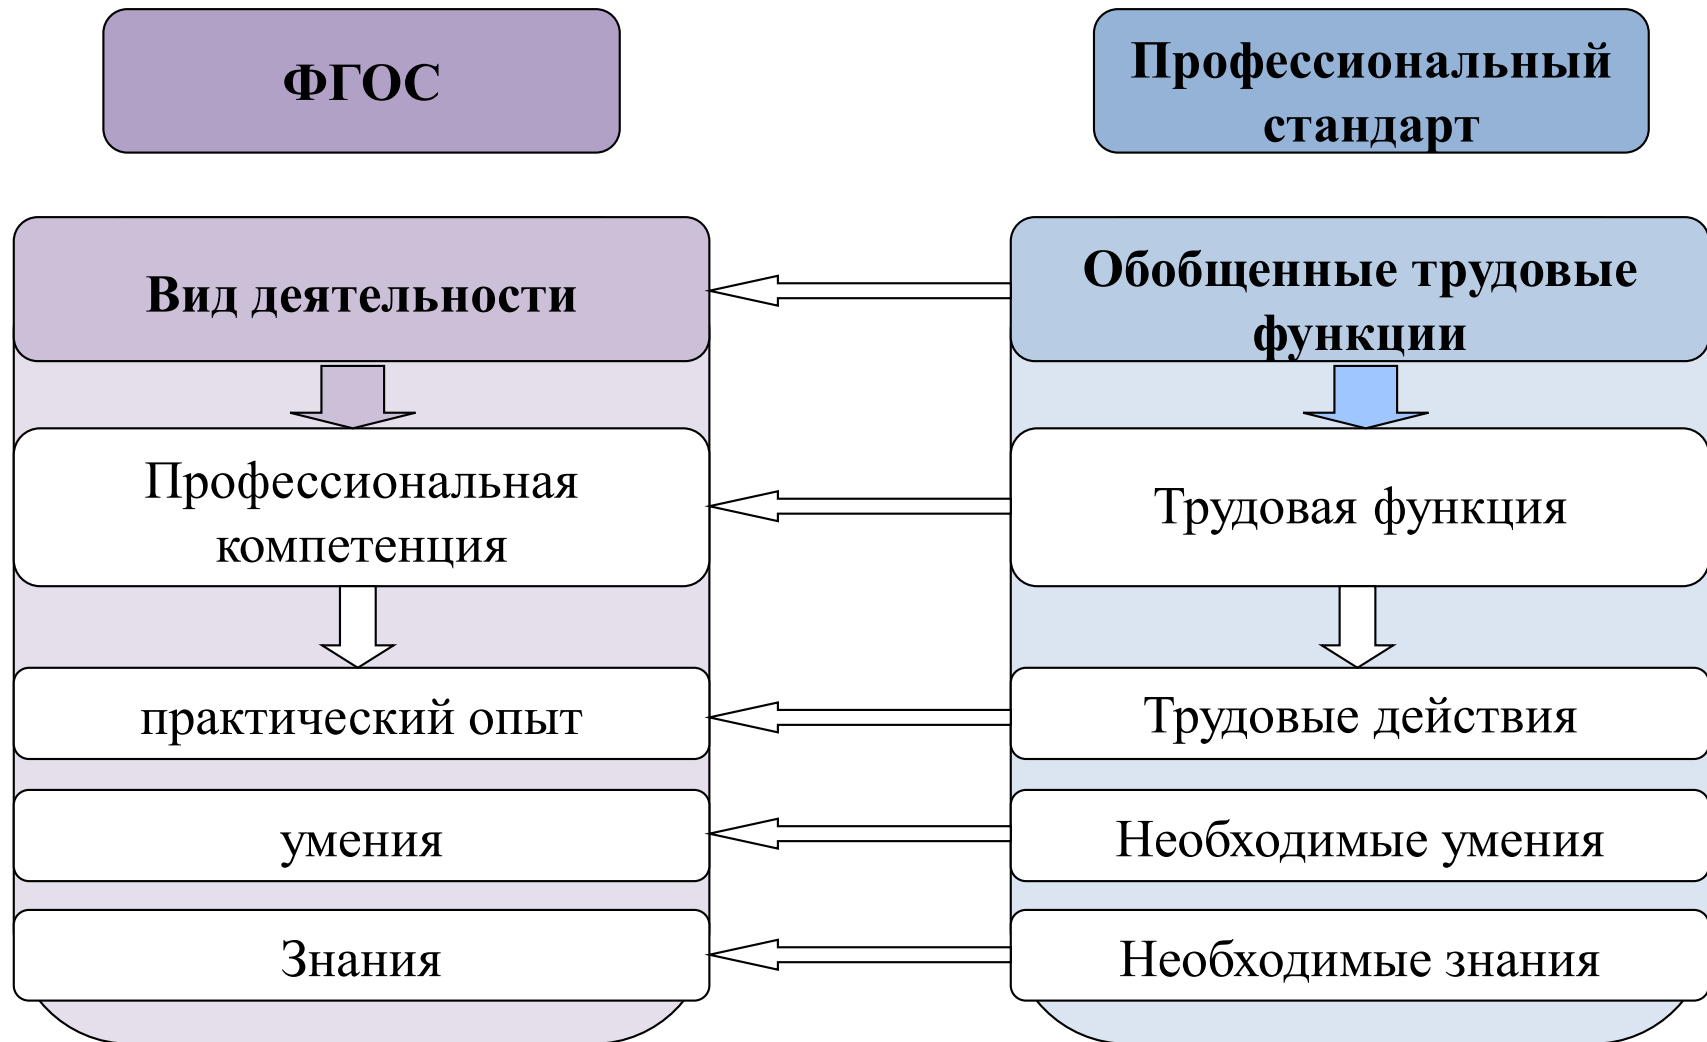 ФГОС
Профессиональный
стандарт
Вид деятельности
Обобщенные трудовые
функции
Профессиональная
компетенция
Трудовая функция
практический опыт
Трудовые действия
умения
Необходимые умения
Знания
Необходимые знания